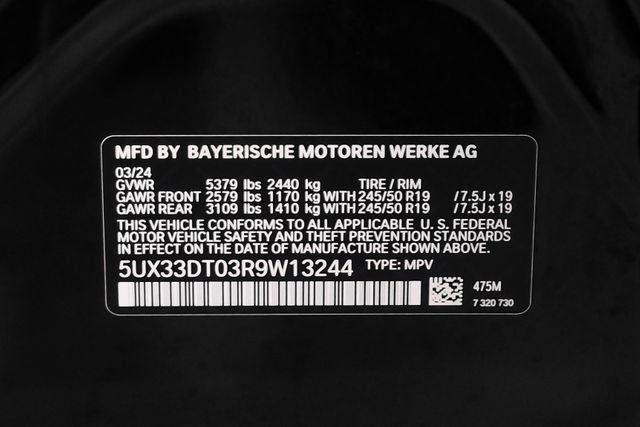 MFD BY BAYERISCHE MOTOREN WERKE AG
03/24
GVWR 5379 lbs 2440 kg TIRE / RIM
GAWR FRONT 2579 lbs 1170 kg WITH 245/50 R19 / 7.5J x 19
GAWR REAR 3109 lbs 1410 kg WITH 245/50 R19 / 7.5J x 19
THIS VEHICLE CONFORMS TO ALL APPLICABLE U. S. FEDERAL
MOTOR VEHICLE SAFETY AND THEFT PREVENTION STANDARDS
IN EFFECT ON THE DATE OF MANUFACTURE SHOWN ABOVE.
5UX33DT03R9W13244 TYPE: MPV
475M
7 320 730